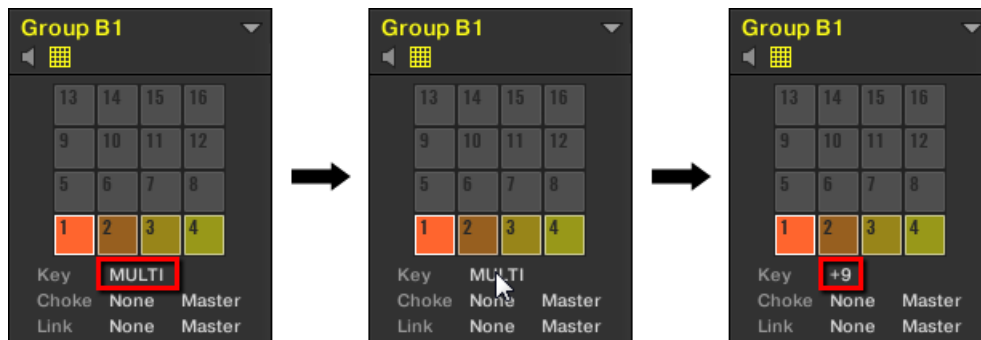 Group B1
13 14 15 16
9 10 11 12
5 6 7 8
1 2 3 4
Key MULTI
Choke None Master
Link None Master
Group B1
13 14 15 16
9 10 11 12
5 6 7 8
1 2 3 4
Key MULTI
Choke None Master
Link None Master
Group B1
13 14 15 16
9 10 11 12
5 6 7 8
1 2 3 4
Key +9
Choke None Master
Link None Master